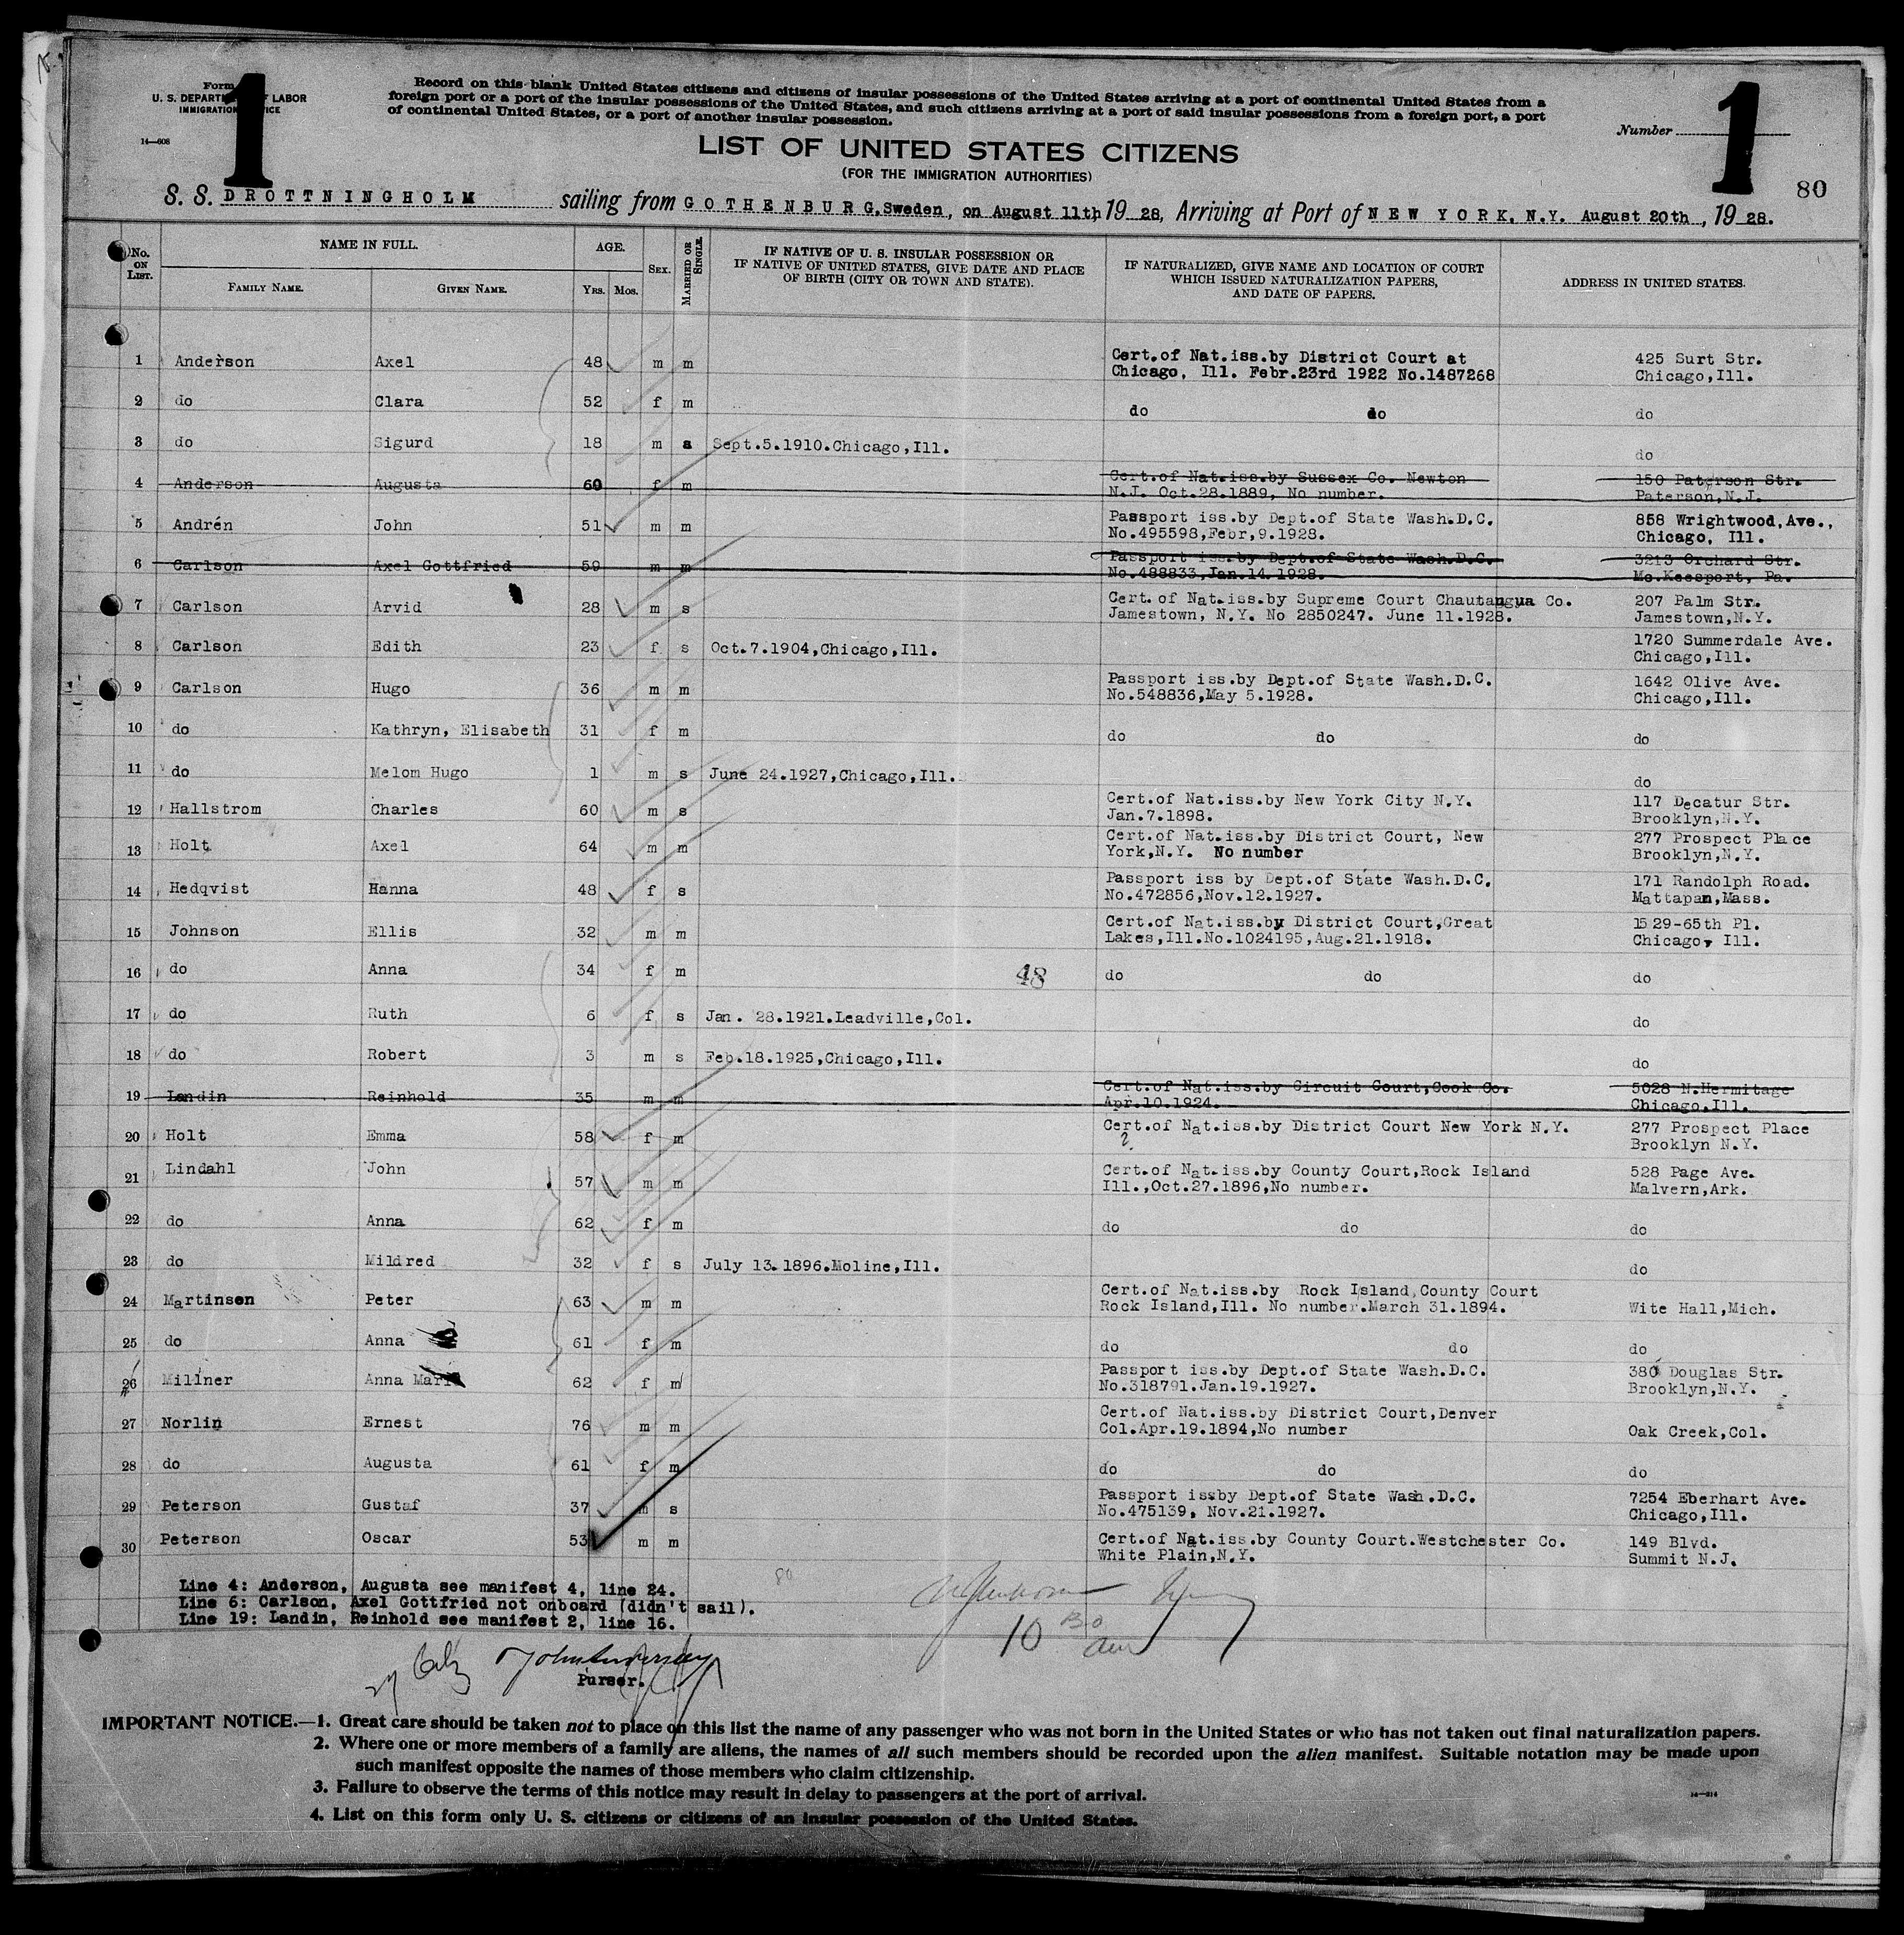 Form
U. S. DEPARTM LABOR
IMMIGRATION ICE
14—608
1
Record on this blank United States citizens and citizens of insular possessions of the United States arriving at a port of continental United States from a
foreign port or a port of the insular possessions of the United States, and such citizens arriving at a port of said insular possessions from a foreign port, a port
of continental United States, or a port of another insular possession.
Number
1
80
LIST OF UNITED STATES CITIZENS
(FOR THE IMMIGRATION AUTHORITIES)
S. S. DROTTNINGHOLM sailing from GOTHENBURG, Sweden, on August 11th 19 28, Arriving at Port of NEW YORK, N.Y. August 20th, 19 28.
No. ON LIST. NAME IN FULL. FAMILY NAME. GIVEN NAME. AGE. YRS. MOS. SEX. MARRIED OR SINGLE. IF NATIVE OF U. S. INSULAR POSSESSION OR IF NATIVE OF UNITED STATES, GIVE DATE AND PLACE OF BIRTH (CITY OR TOWN AND STATE). IF NATURALIZED, GIVE NAME AND LOCATION OF COURT WHICH ISSUED NATURALIZATION PAPERS, AND DATE OF PAPERS. ADDRESS IN UNITED STATES.
1 Anderson Axel 48 m m Cert.of Nat.iss.by District Court at 425 Surt Str.
Chicago, Ill. Febr.23rd 1922 No.1487268 Chicago,Ill.
2 do Clara 52 f m do do do
3 do Sigurd 18 m s Sept.5.1910.Chicago,Ill. do
4 Anderson Augusta 60 f m Cert.of Nat.iss.by Sussex Co. Newton 150 Paterson Str.
N.J. Oct.28.1889, No number. Paterson,N.J.
5 Andrén John 51 m m Passport iss.by Dept.of State Wash.D.C. 858 Wrightwood,Ave.,
No.495598,Febr,9.1928. Chicago, Ill.
6 Carlson Axel Gottfried 59 m m Passport iss.by Dept.of State Wash.D.C. 3213 Orchard Str.
No.488833,Jan.14.1928. Mc.Keesport, Pa.
7 Carlson Arvid 28 m s Cert. of Nat.iss.by Supreme Court Chautangua Co. 207 Palm Str.
Jamestown, N.Y. No 2850247. June 11.1928. Jamestown,N.Y.
8 Carlson Edith 23 f s Oct.7.1904,Chicago,Ill. 1720 Summerdale Ave.
Chicago,Ill.
9 Carlson Hugo 36 m m Passport iss.by Dept.of State Wash.D.C. 1642 Olive Ave.
No.548836,May 5.1928. Chicago,Ill.
10 do Kathryn, Elisabeth 31 f m do do do
11 do Melom Hugo 1 m s June 24.1927,Chicago,Ill. do
12 Hallstrom Charles 60 m s Cert.of Nat.iss.by New York City N.Y. 117 Decatur Str.
Jan.7.1898. Brooklyn,N.Y.
13 Holt Axel 64 m m Cert.of Nat.iss.by District Court, New 277 Prospect Place
York,N.Y. No number Brooklyn,N.Y.
14 Hedqvist Hanna 48 f s Passport iss by Dept.of State Wash.D.C. 171 Randolph Road.
No.472856,Nov.12.1927. Mattapan,Mass.
15 Johnson Ellis 32 m m Cert.of Nat.iss.by District Court,Great 1529-65th Pl.
Lakes,Ill.No.1024195,Aug.21.1918. Chicago, Ill.
16 do Anna 34 f m 48 do do do
17 do Ruth 6 f s Jan. 28.1921.Leadville,Col. do
18 do Robert 3 m s Feb.18.1925,Chicago,Ill. do
19 Landin Reinhold 35 m m Cert.of Nat.iss.by Circuit Court,Cook Co. 5028 N.Hermitage
Apr.10.1924. Chicago.Ill.
20 Holt Emma 58 f m Cert.of Nat.iss.by District Court New York N.Y. 277 Prospect Place
? Brooklyn N.Y.
21 Lindahl John 57 m m Cert.of Nat.iss.by County Court,Rock Island 528 Page Ave.
Ill.,Oct.27.1896,No number. Malvern,Ark.
22 do Anna 62 f m do do do
23 do Mildred 32 f s July 13.1896.Moline,Ill. do
24 Martinsen Peter 63 m m Cert.of Nat.iss.by Rock Island,County Court
Rock Island,Ill. No number.March 31.1894. Wite Hall,Mich.
25 do Anna 61 f m do do do
26 Millner Anna Mari 62 f m Passport iss.by Dept.of State Wash.D.C. 380 Douglas Str.
No.318791.Jan.19.1927. Brooklyn,N.Y.
27 Norlin Ernest 76 m m Cert.of Nat.iss.by District Court,Denver
Col.Apr.19.1894,No number Oak Creek,Col.
28 do Augusta 61 f m do do do
29 Peterson Gustaf 37 m s Passport issby Dept.of State Wash.D.C. 7254 Eberhart Ave.
No.475139, Nov.21.1927. Chicago,Ill.
30 Peterson Oscar 53 m m Cert.of Nat.iss.by County Court.Westchester Co. 149 Blvd.
White Plain,N.Y. Summit N.J.
Line 4: Anderson, Augusta see manifest 4, line 24. 80
Line 6: Carlson, Axel Gottfried not onboard (didn't sail).
Line 19: Landin, Reinhold see manifest 2, line 16.
10
Purser.
IMPORTANT NOTICE.—1. Great care should be taken not to place on this list the name of any passenger who was not born in the United States or who has not taken out final naturalization papers.
2. Where one or more members of a family are aliens, the names of all such members should be recorded upon the alien manifest. Suitable notation may be made upon
such manifest opposite the names of those members who claim citizenship.
3. Failure to observe the terms of this notice may result in delay to passengers at the port of arrival.
14—214
4. List on this form only U. S. citizens or citizens of an insular possession of the United States.